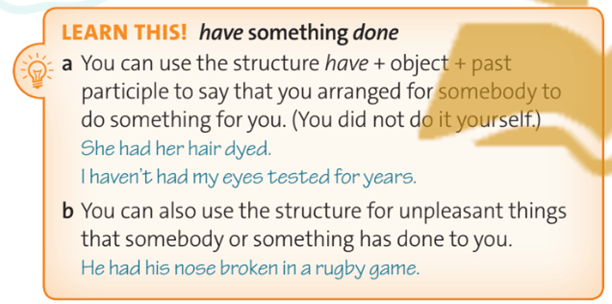 LEARN THIS! have something done
a You can use the structure have + object + past
participle to say that you arranged for somebody to
do something for you. (You did not do it yourself.)
She had her hair dyed.
I haven't had my eyes tested for years.
b You can also use the structure for unpleasant things
that somebody or something has done to you.
He had his nose broken in a rugby game.